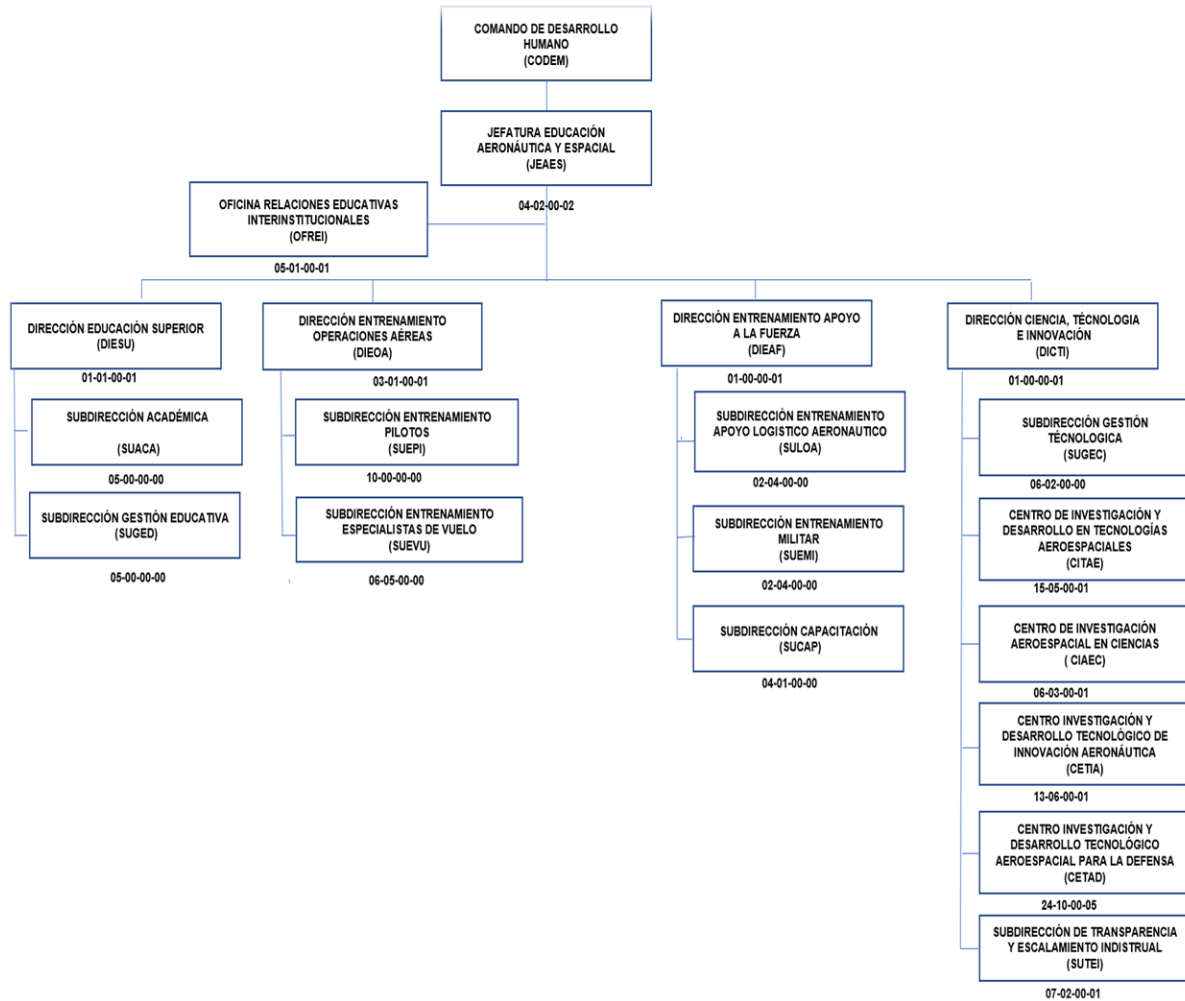 COMANDO DE DESARROLLO
HUMANO
(CODEM)
JEFATURA EDUCACIÓN
AERONÁUTICA Y ESPACIAL
(JEAES)
04-02-00-02
OFICINA RELACIONES EDUCATIVAS
INTERINSTITUCIONALES
(OFREI)
05-01-00-01
DIRECCIÓN EDUCACIÓN SUPERIOR
(DIESU)
01-01-00-01
SUBDIRECCIÓN ACADÉMICA
(SUACA)
05-00-00-00
SUBDIRECCIÓN GESTIÓN EDUCATIVA
(SUGED)
05-00-00-00
DIRECCIÓN ENTRENAMIENTO
OPERACIONES AÉREAS
(DIEOA)
03-01-00-01
SUBDIRECCIÓN ENTRENAMIENTO
PILOTOS
(SUEPI)
10-00-00-00
SUBDIRECCIÓN ENTRENAMIENTO
ESPECIALISTAS DE VUELO
(SUEVU)
06-05-00-00
DIRECCIÓN ENTRENAMIENTO APOYO
A LA FUERZA
(DIEAF)
01-00-00-01
SUBDIRECCIÓN ENTRENAMIENTO
APOYO LOGISTICO AERONAUTICO
(SULOA)
02-04-00-00
SUBDIRECCIÓN ENTRENAMIENTO
MILITAR
(SUEMI)
02-04-00-00
SUBDIRECCIÓN CAPACITACIÓN
(SUCAP)
04-01-00-00
DIRECCIÓN CIENCIA, TÉCNOLOGIA
E INNOVACIÓN
(DICTI)
01-00-00-01
SUBDIRECCIÓN GESTIÓN
TÉCNOLOGICA
(SUGEC)
06-02-00-00
CENTRO DE INVESTIGACIÓN Y
DESARROLLO EN TECNOLOGÍAS
AEROESPACIALES
(CITAE)
15-05-00-01
CENTRO DE INVESTIGACIÓN
AEROESPACIAL EN CIENCIAS
( CIAEC)
06-03-00-01
CENTRO INVESTIGACIÓN Y
DESARROLLO TECNOLÓGICO DE
INNOVACIÓN AERONÁUTICA
(CETIA)
13-06-00-01
CENTRO INVESTIGACIÓN Y
DESARROLLO TECNOLÓGICO
AEROESPACIAL PARA LA DEFENSA
(CETAD)
24-10-00-05
SUBDIRECCIÓN DE TRANSPARENCIA
Y ESCALAMIENTO INDISTRUAL
(SUTEI)
07-02-00-01